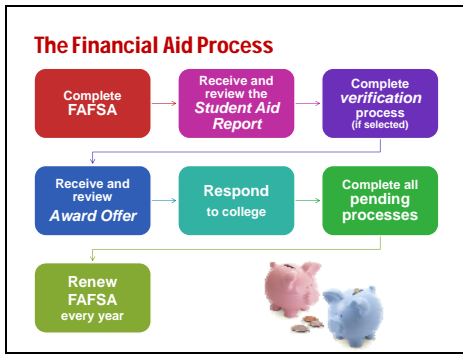 The Financial Aid Process
Complete
FAFSA
Receive and
review the
Student Aid
Report
Complete
verification
process
(if selected)
Receive and
review
Award Offer
Respond
to college
Complete all
pending
processes
Renew
FAFSA
every year